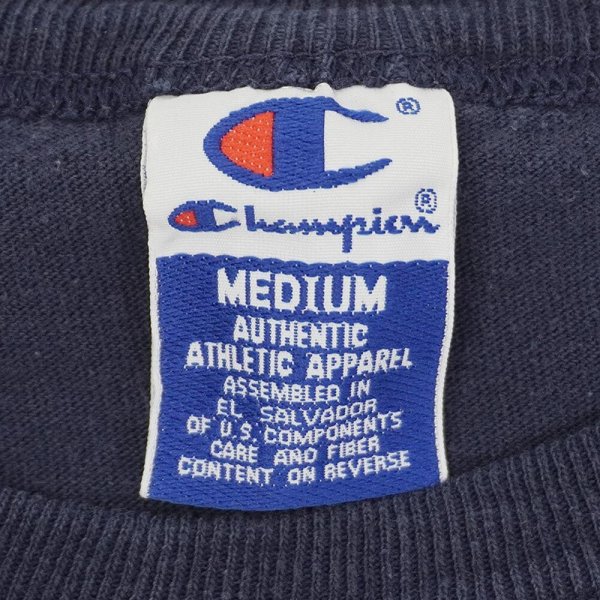 ®
Champion®
MEDIUM
AUTHENTIC
ATHLETIC APPAREL
ASSEMBLED IN
EL SALVADOR
OF U.S. COMPONENTS
CARE AND FIBER
CONTENT ON REVERSE